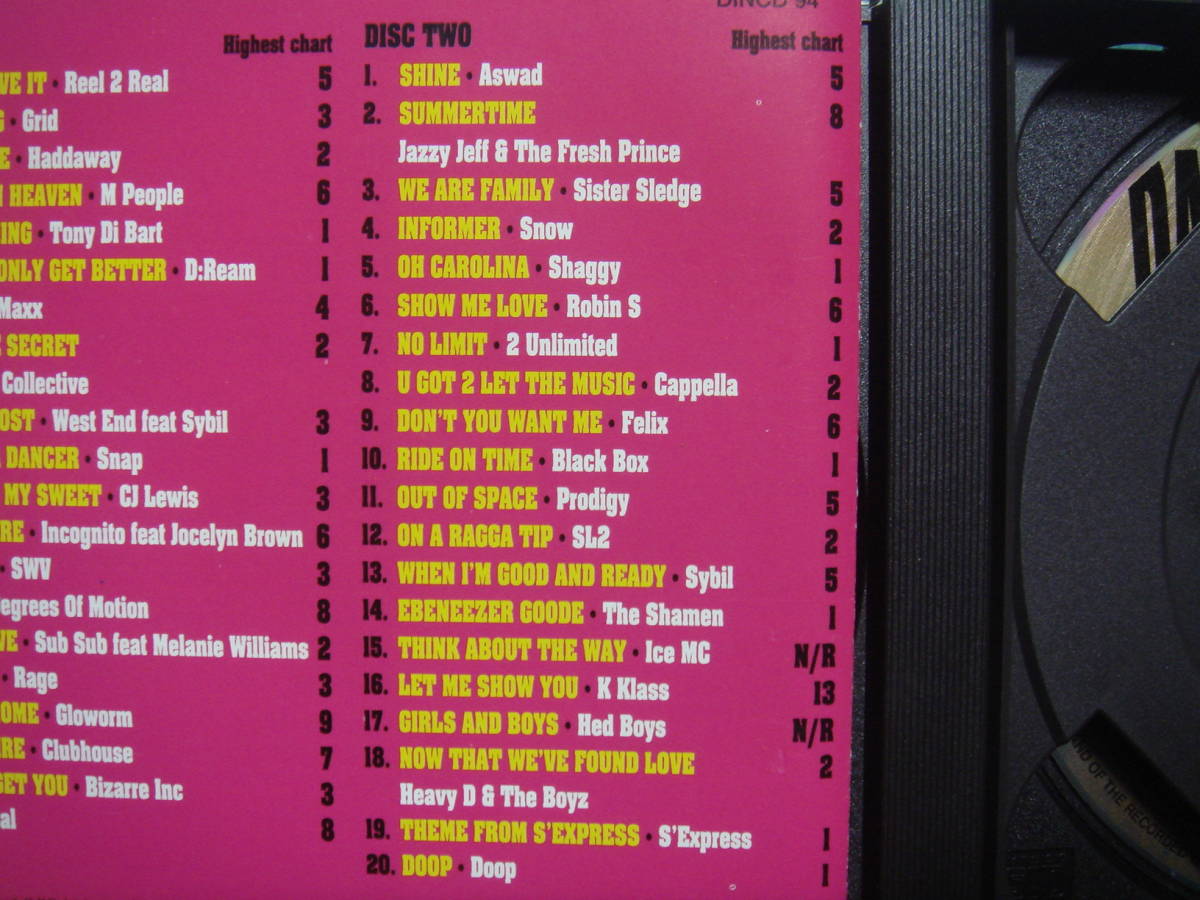 DINCD 94
Highest chart
VE IT · Reel 2 Real 5
G · Grid 3
E · Haddaway 2
N HEAVEN · M People 6
ING · Tony Di Bart 1
ONLY GET BETTER · D:Ream 1
Maxx 4
E SECRET 2
Collective
OST · West End feat Sybil 3
A DANCER · Snap 1
MY SWEET · CJ Lewis 3
RE · Incognito feat Jocelyn Brown 6
· SWV 3
egrees Of Motion 8
VE · Sub Sub feat Melanie Williams 2
· Rage 3
OME · Gloworm 9
RE · Clubhouse 7
GET YOU · Bizarre Inc 3
al 8
DISC TWO Highest chart
1. SHINE · Aswad 5
2. SUMMERTIME 8
Jazzy Jeff & The Fresh Prince
3. WE ARE FAMILY · Sister Sledge 5
4. INFORMER · Snow 2
5. OH CAROLINA · Shaggy 1
6. SHOW ME LOVE · Robin S 6
7. NO LIMIT · 2 Unlimited 1
8. U GOT 2 LET THE MUSIC · Cappella 2
9. DON'T YOU WANT ME · Felix 6
10. RIDE ON TIME · Black Box 1
11. OUT OF SPACE · Prodigy 5
12. ON A RAGGA TIP · SL2 2
13. WHEN I'M GOOD AND READY · Sybil 5
14. EBENEEZER GOODE · The Shamen 1
15. THINK ABOUT THE WAY · Ice MC N/R
16. LET ME SHOW YOU · K Klass 13
17. GIRLS AND BOYS · Hed Boys N/R
18. NOW THAT WE'VE FOUND LOVE 2
Heavy D & The Boyz
19. THEME FROM S'EXPRESS · S'Express 1
20. DOOP · Doop 1
DA
AND OF THE RECORDED